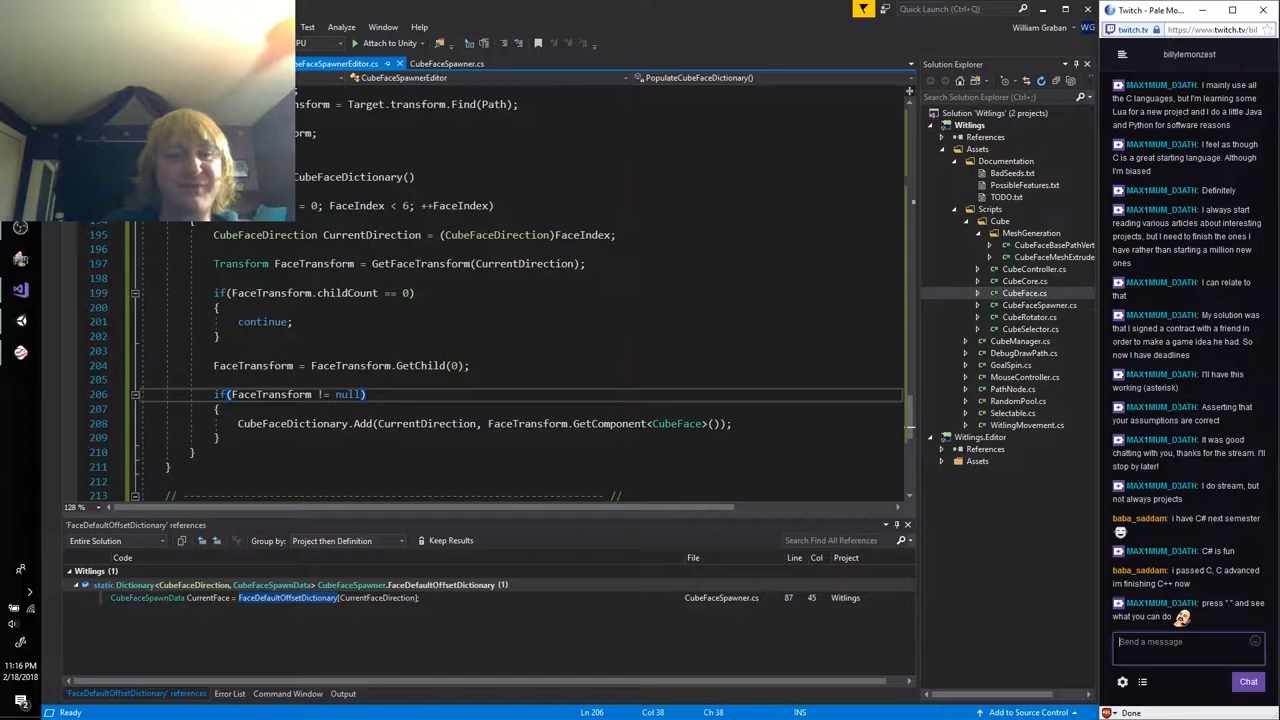 Test Analyze Window Help
Quick Launch (Ctrl+Q)
William Graban WG
Attach to Unity
CubeFaceSpawner.cs
CubeFaceSpawnerEditor
PopulateCubeFaceDictionary()
= Target.transform.Find(Path);
CubeFaceDictionary()
= 0; FaceIndex < 6; ++FaceIndex)
194 {
195 CubeFaceDirection CurrentDirection = (CubeFaceDirection)FaceIndex;
196
197 Transform FaceTransform = GetFaceTransform(CurrentDirection);
198
199 if(FaceTransform.childCount == 0)
200 {
201 continue;
202 }
203
204 FaceTransform = FaceTransform.GetChild(0);
205
206 if(FaceTransform != null)
207 {
208 CubeFaceDictionary.Add(CurrentDirection, FaceTransform.GetComponent<CubeFace>());
209 }
210 }
211 }
213 // ---------------------------------------------------------------------- //
128 %
'FaceDefaultOffsetDictionary' references
Entire Solution Group by: Project then Definition Keep Results Search Find All References
Code File Line Col Project
Witlings (1)
static Dictionary<CubeFaceDirection, CubeFaceSpawnData> CubeFaceSpawner.FaceDefaultOffsetDictionary (1)
CubeFaceSpawnData CurrentFace = FaceDefaultOffsetDictionary[CurrentFaceDirection]; CubeFaceSpawner.cs 87 45 Witlings
'FaceDefaultOffsetDictionary' references Error List Command Window Output
Ready Ln 206 Col 38 Ch 38 INS Add to Source Control
11:16 PM
2/18/2018
Solution Explorer
Search Solution Explorer (Ctrl+;)
Solution 'Witlings' (2 projects)
Witlings
References
Assets
Documentation
BadSeeds.txt
PossibleFeatures.txt
TODO.txt
Scripts
Cube
MeshGeneration
CubeFaceBasePathVert
CubeFaceMeshExtrude
CubeController.cs
CubeCore.cs
CubeFace.cs
CubeFaceSpawner.cs
CubeRotator.cs
CubeSelector.cs
CubeManager.cs
DebugDrawPath.cs
GoalSpin.cs
MouseController.cs
PathNode.cs
RandomPool.cs
Selectable.cs
WitlingMovement.cs
Witlings.Editor
References
Assets
Twitch - Pale Mo...
twitch.tv https://www.twitch.tv/bil
billylemonzest
MAX1MUM_D3ATH: I mainly use all
the C languages, but I'm learning some
Lua for a new project and I do a little Java
and Python for software reasons
MAX1MUM_D3ATH: I feel as though
C is a great starting language. Although
I'm biased
MAX1MUM_D3ATH: Definitely
MAX1MUM_D3ATH: I always start
reading various articles about interesting
projects, but I need to finish the ones I
have rather than starting a million new
ones
MAX1MUM_D3ATH: I can relate to
that
MAX1MUM_D3ATH: My solution was
that I signed a contract with a friend in
order to make a game idea he had. So
now I have deadlines
MAX1MUM_D3ATH: I'll have this
working (asterisk)
MAX1MUM_D3ATH: Asserting that
your assumptions are correct
MAX1MUM_D3ATH: It was good
chatting with you, thanks for the stream. I'll
stop by later!
MAX1MUM_D3ATH: I do stream, but
not always projects
baba_saddam: i have C# next semester
MAX1MUM_D3ATH: C# is fun
baba_saddam: i passed C, C advanced
im finishing C++ now
MAX1MUM_D3ATH: press "." and see
what you can do
Send a message
Chat
Done